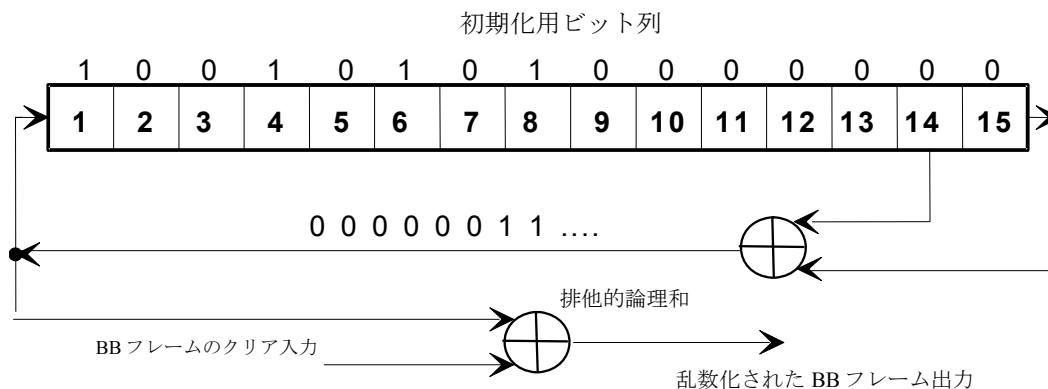 初期化用ビット列
1 0 0 1 0 1 0 1 0 0 0 0 0 0 0
1 2 3 4 5 6 7 8 9 10 11 12 13 14 15
0 0 0 0 0 0 1 1 ....
排他的論理和
BBフレームのクリア入力
乱数化された BB フレーム出力